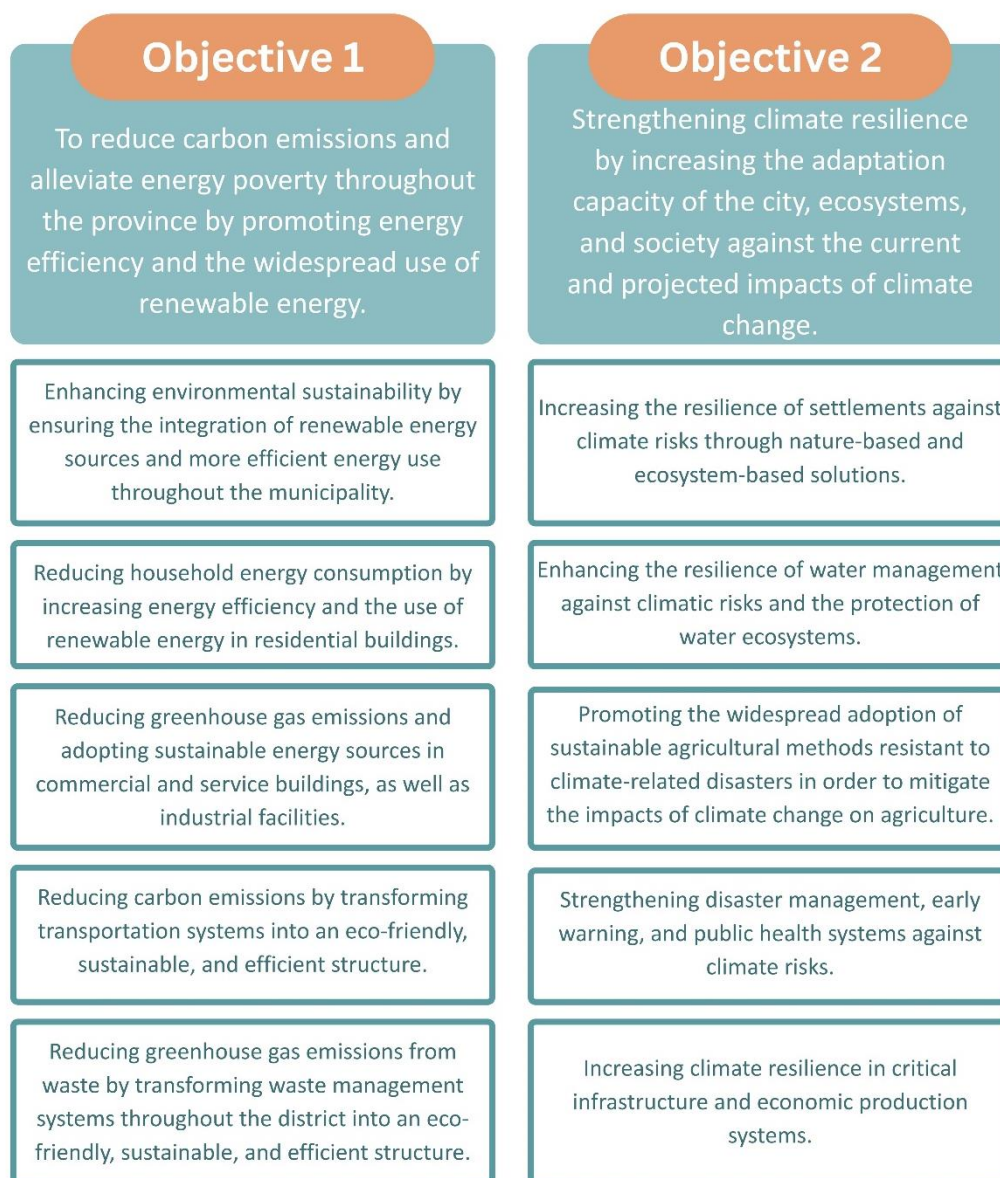 Objective 1
To reduce carbon emissions and
alleviate energy poverty throughout
the province by promoting energy
efficiency and the widespread use of
renewable energy.
Enhancing environmental sustainability by
ensuring the integration of renewable energy
sources and more efficient energy use
throughout the municipality.
Reducing household energy consumption by
increasing energy efficiency and the use of
renewable energy in residential buildings.
Reducing greenhouse gas emissions and
adopting sustainable energy sources in
commercial and service buildings, as well as
industrial facilities.
Reducing carbon emissions by transforming
transportation systems into an eco-friendly,
sustainable, and efficient structure.
Reducing greenhouse gas emissions from
waste by transforming waste management
systems throughout the district into an eco-
friendly, sustainable, and efficient structure.
Objective 2
Strengthening climate resilience
by increasing the adaptation
capacity of the city, ecosystems,
and society against the current
and projected impacts of climate
change.
Increasing the resilience of settlements against
climate risks through nature-based and
ecosystem-based solutions.
Enhancing the resilience of water management
against climatic risks and the protection of
water ecosystems.
Promoting the widespread adoption of
sustainable agricultural methods resistant to
climate-related disasters in order to mitigate
the impacts of climate change on agriculture.
Strengthening disaster management, early
warning, and public health systems against
climate risks.
Increasing climate resilience in critical
infrastructure and economic production
systems.